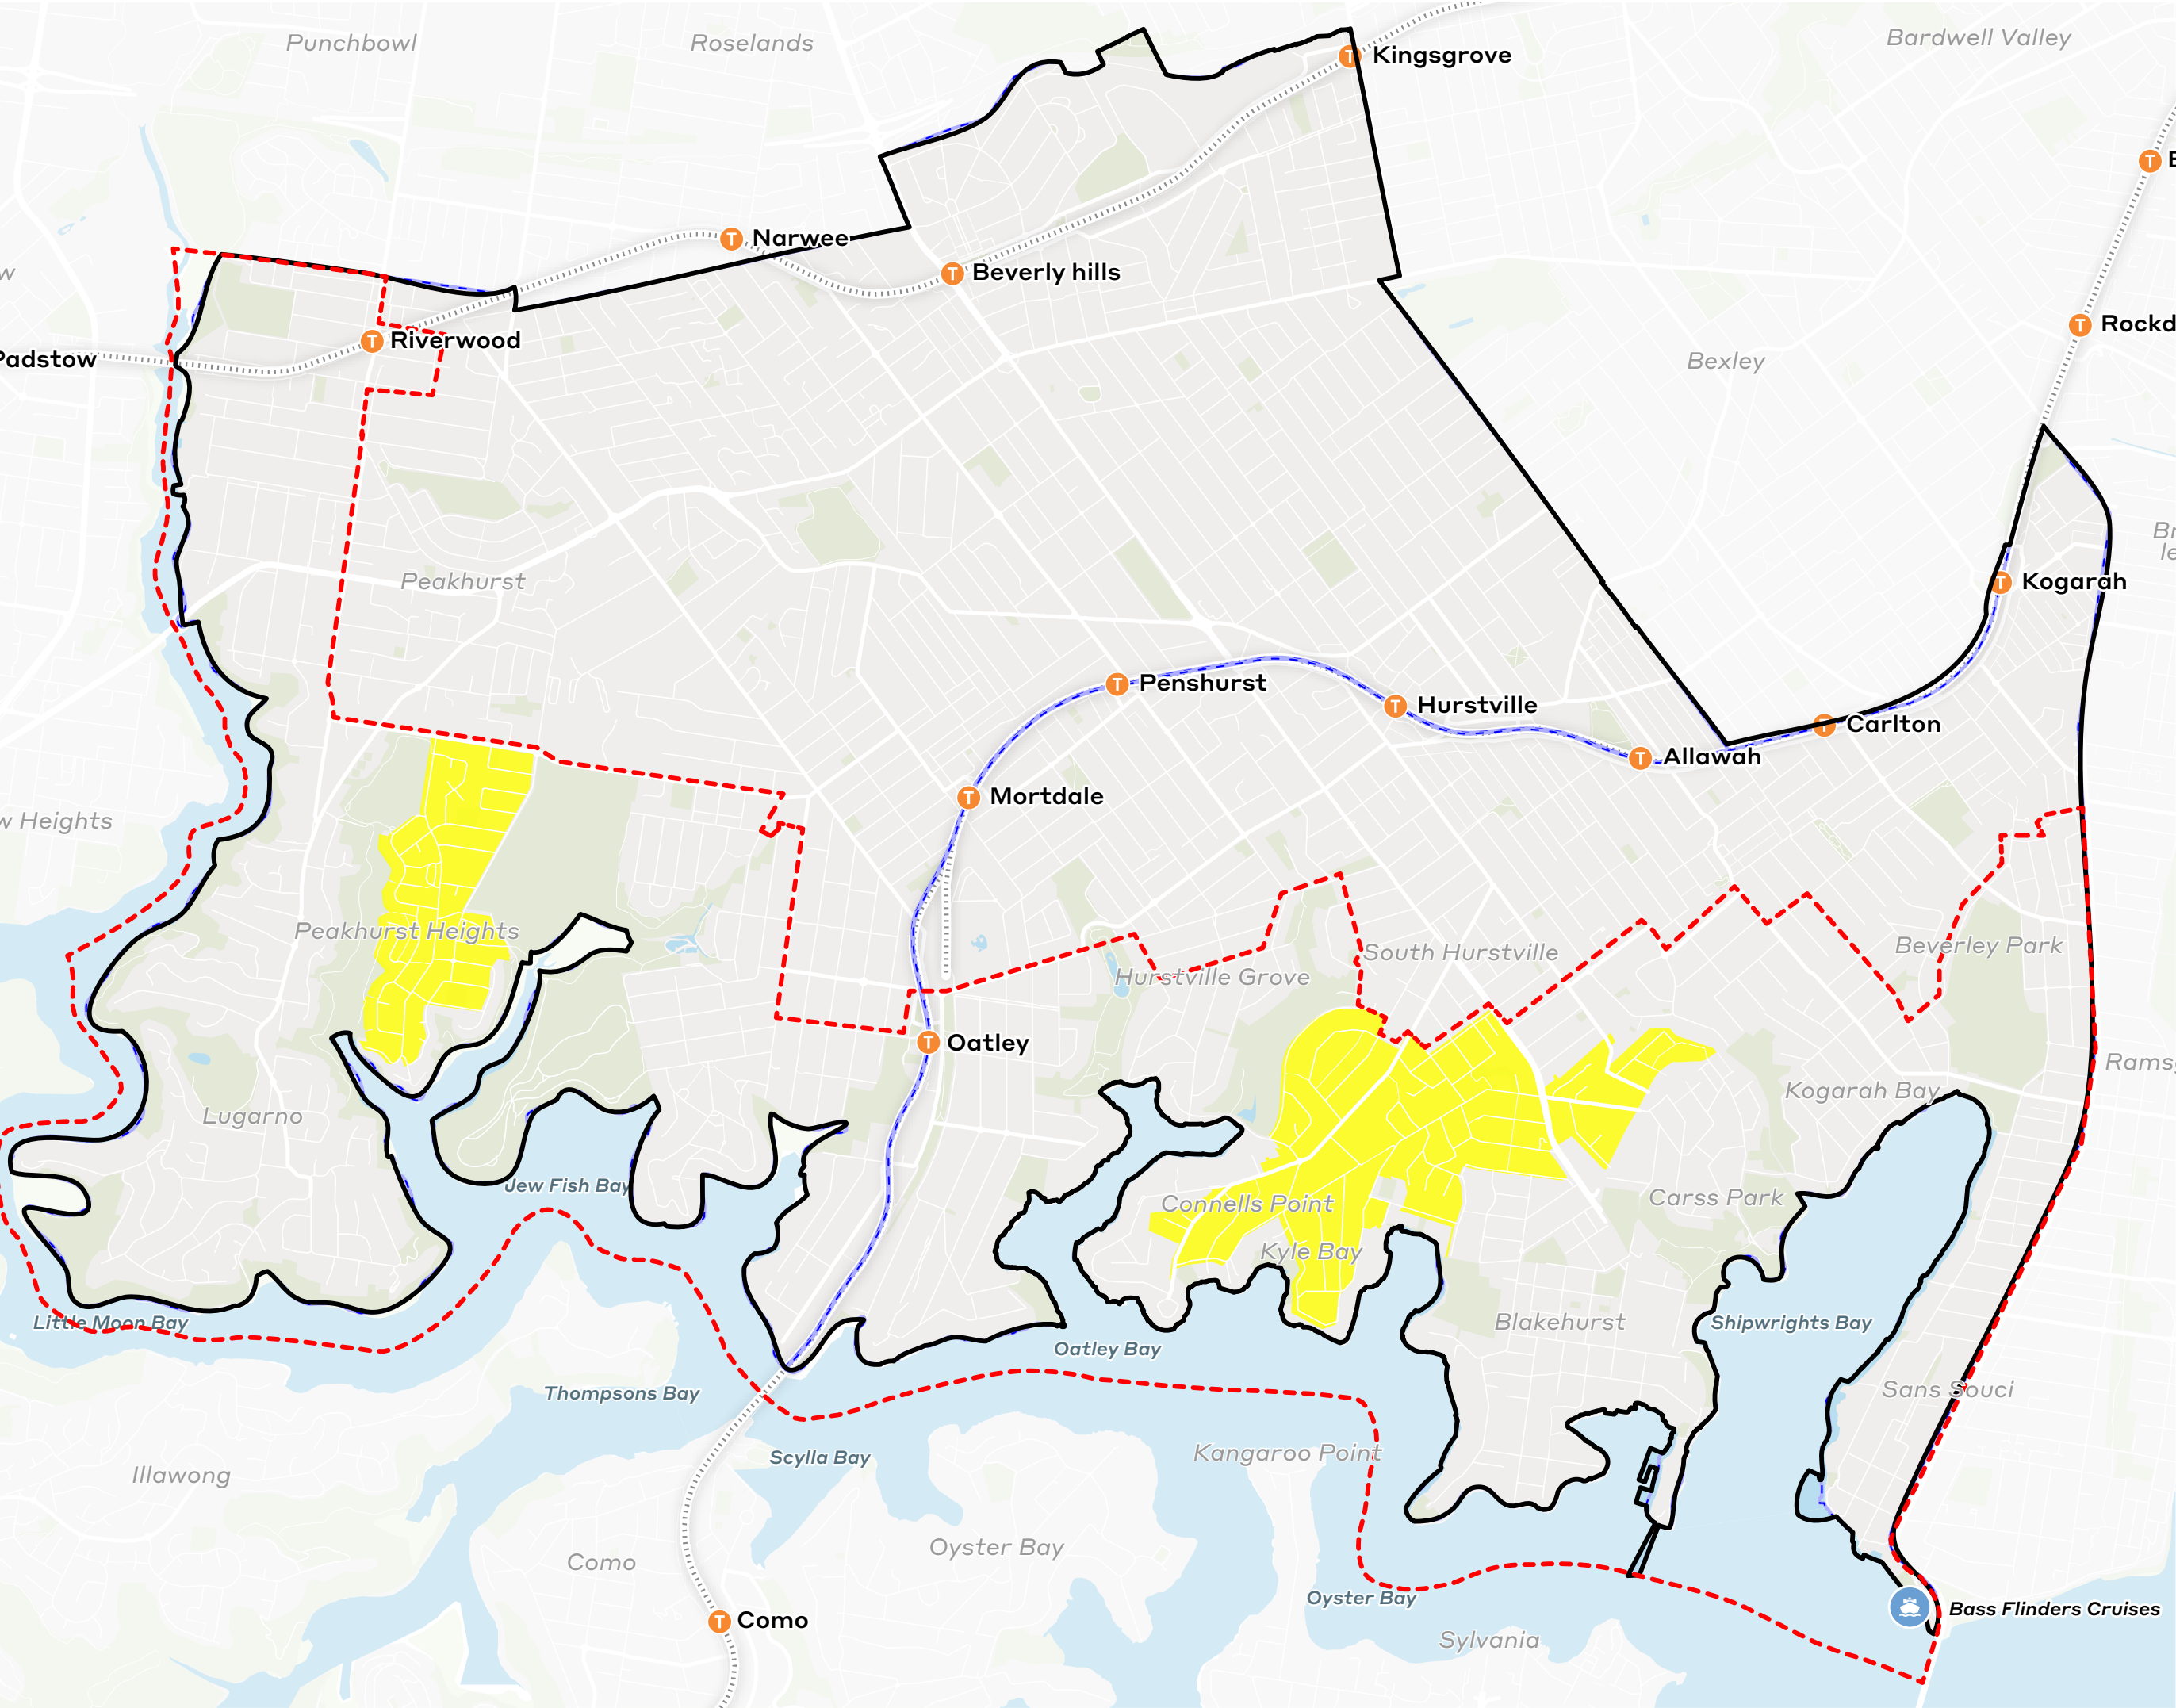 Punchbowl
Roselands
Bardwell Valley
Kingsgrove
T
T
Narwee
T
Beverly hills
T
T
Rockd
T
Riverwood
Padstow
Bexley
Peakhurst
T
Kogarah
T
Penshurst
T
Hurstville
T
Carlton
T
Allawah
T
Mortdale
w Heights
Peakhurst Heights
South Hurstville
Beverley Park
Hurstville Grove
T
Oatley
Ramsg
Kogarah Bay
Lugarno
Jew Fish Bay
Connells Point
Carss Park
Kyle Bay
Little Moon Bay
Blakehurst
Shipwrights Bay
Oatley Bay
Thompsons Bay
Sans Souci
Scylla Bay
Kangaroo Point
Illawong
Oyster Bay
Como
Oyster Bay
T
Como
Bass Flinders Cruises
Sylvania